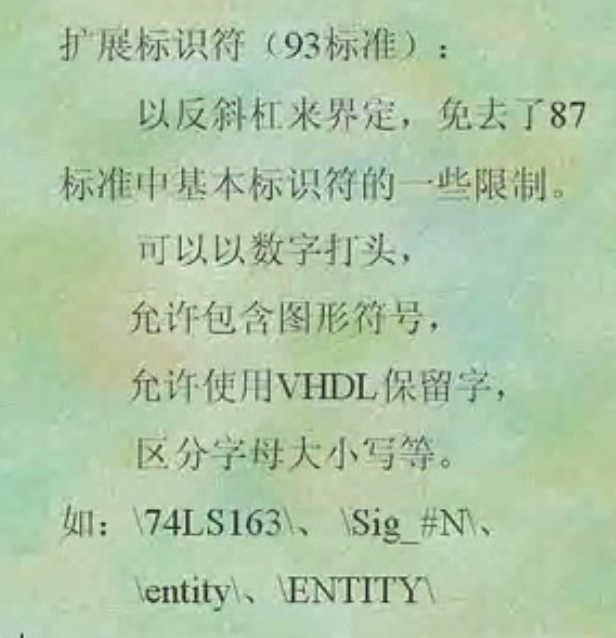 扩展标识符（93标准）：
以反斜杠来界定，免去了87
标准中基本标识符的一些限制。
可以以数字打头，
允许包含图形符号，
允许使用VHDL保留字，
区分字母大小写等。
如：\74LS163\、 \Sig_#N\、
\entity\、\ENTITY\